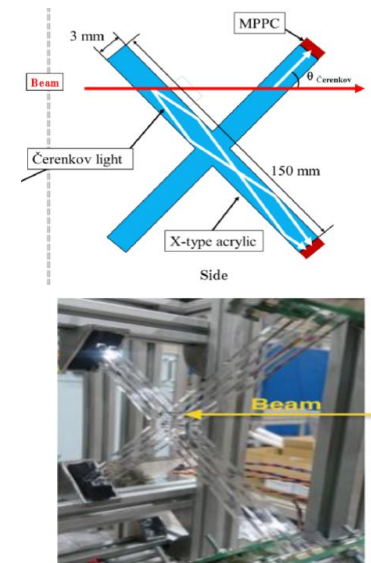 MPPC
3 mm
θ Čerenkov
Beam
Čerenkov light
150 mm
X-type acrylic
Side
Beam